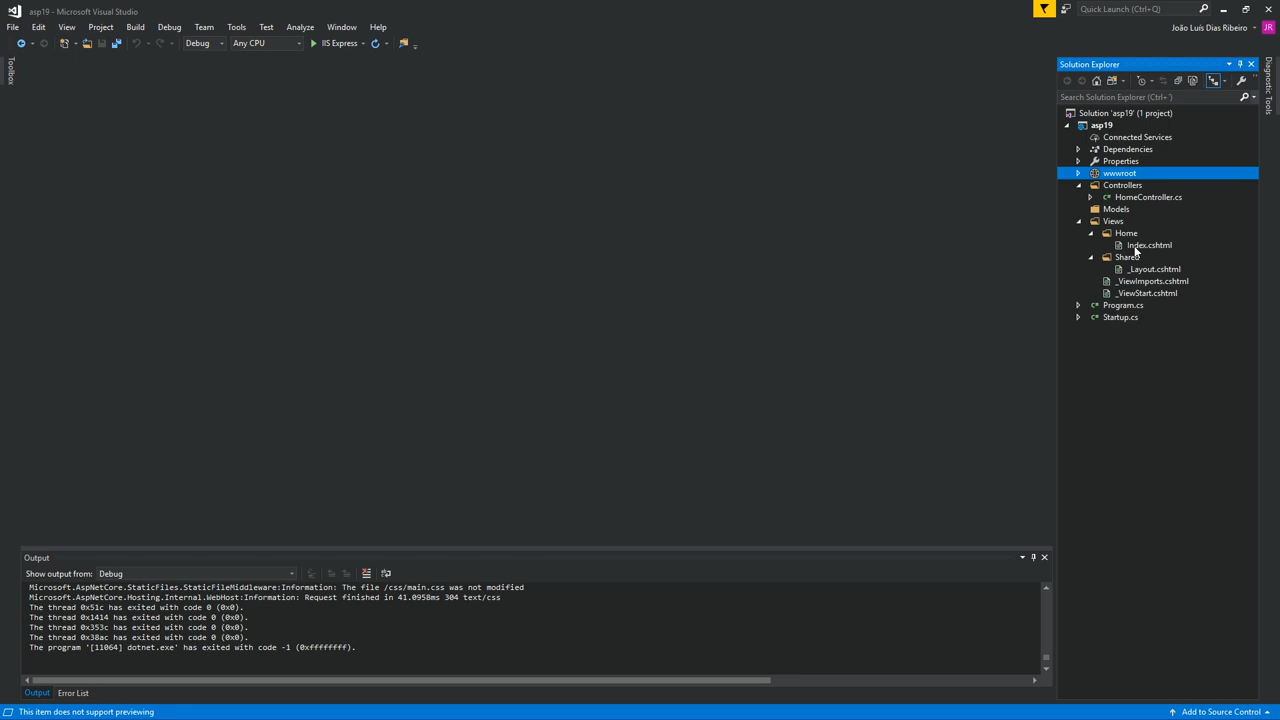 asp19 - Microsoft Visual Studio
Quick Launch (Ctrl+Q)
File Edit View Project Build Debug Team Tools Test Analyze Window Help
João Luís Dias Ribeiro JR
Debug Any CPU IIS Express
Toolbox
Solution Explorer
Diagnostic Tools
Search Solution Explorer (Ctrl+´)
Solution 'asp19' (1 project)
asp19
Connected Services
Dependencies
Properties
wwwroot
Controllers
HomeController.cs
Models
Views
Home
Index.cshtml
Shared
_Layout.cshtml
_ViewImports.cshtml
_ViewStart.cshtml
Program.cs
Startup.cs
Output
Show output from: Debug
Microsoft.AspNetCore.StaticFiles.StaticFileMiddleware:Information: The file /css/main.css was not modified
Microsoft.AspNetCore.Hosting.Internal.WebHost:Information: Request finished in 41.0958ms 304 text/css
The thread 0x51c has exited with code 0 (0x0).
The thread 0x1414 has exited with code 0 (0x0).
The thread 0x353c has exited with code 0 (0x0).
The thread 0x38ac has exited with code 0 (0x0).
The program '[11064] dotnet.exe' has exited with code -1 (0xffffffff).
Output Error List
This item does not support previewing
Add to Source Control